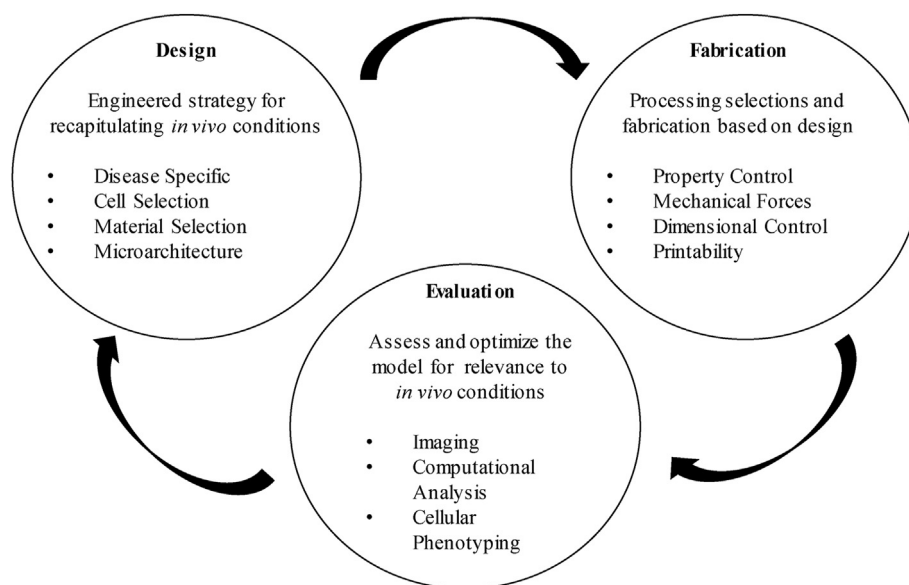 Design
Engineered strategy for
recapitulating in vivo conditions
• Disease Specific
• Cell Selection
• Material Selection
• Microarchitecture
Fabrication
Processing selections and
fabrication based on design
• Property Control
• Mechanical Forces
• Dimensional Control
• Printability
Evaluation
Assess and optimize the
model for relevance to
in vivo conditions
• Imaging
• Computational
Analysis
• Cellular
Phenotyping